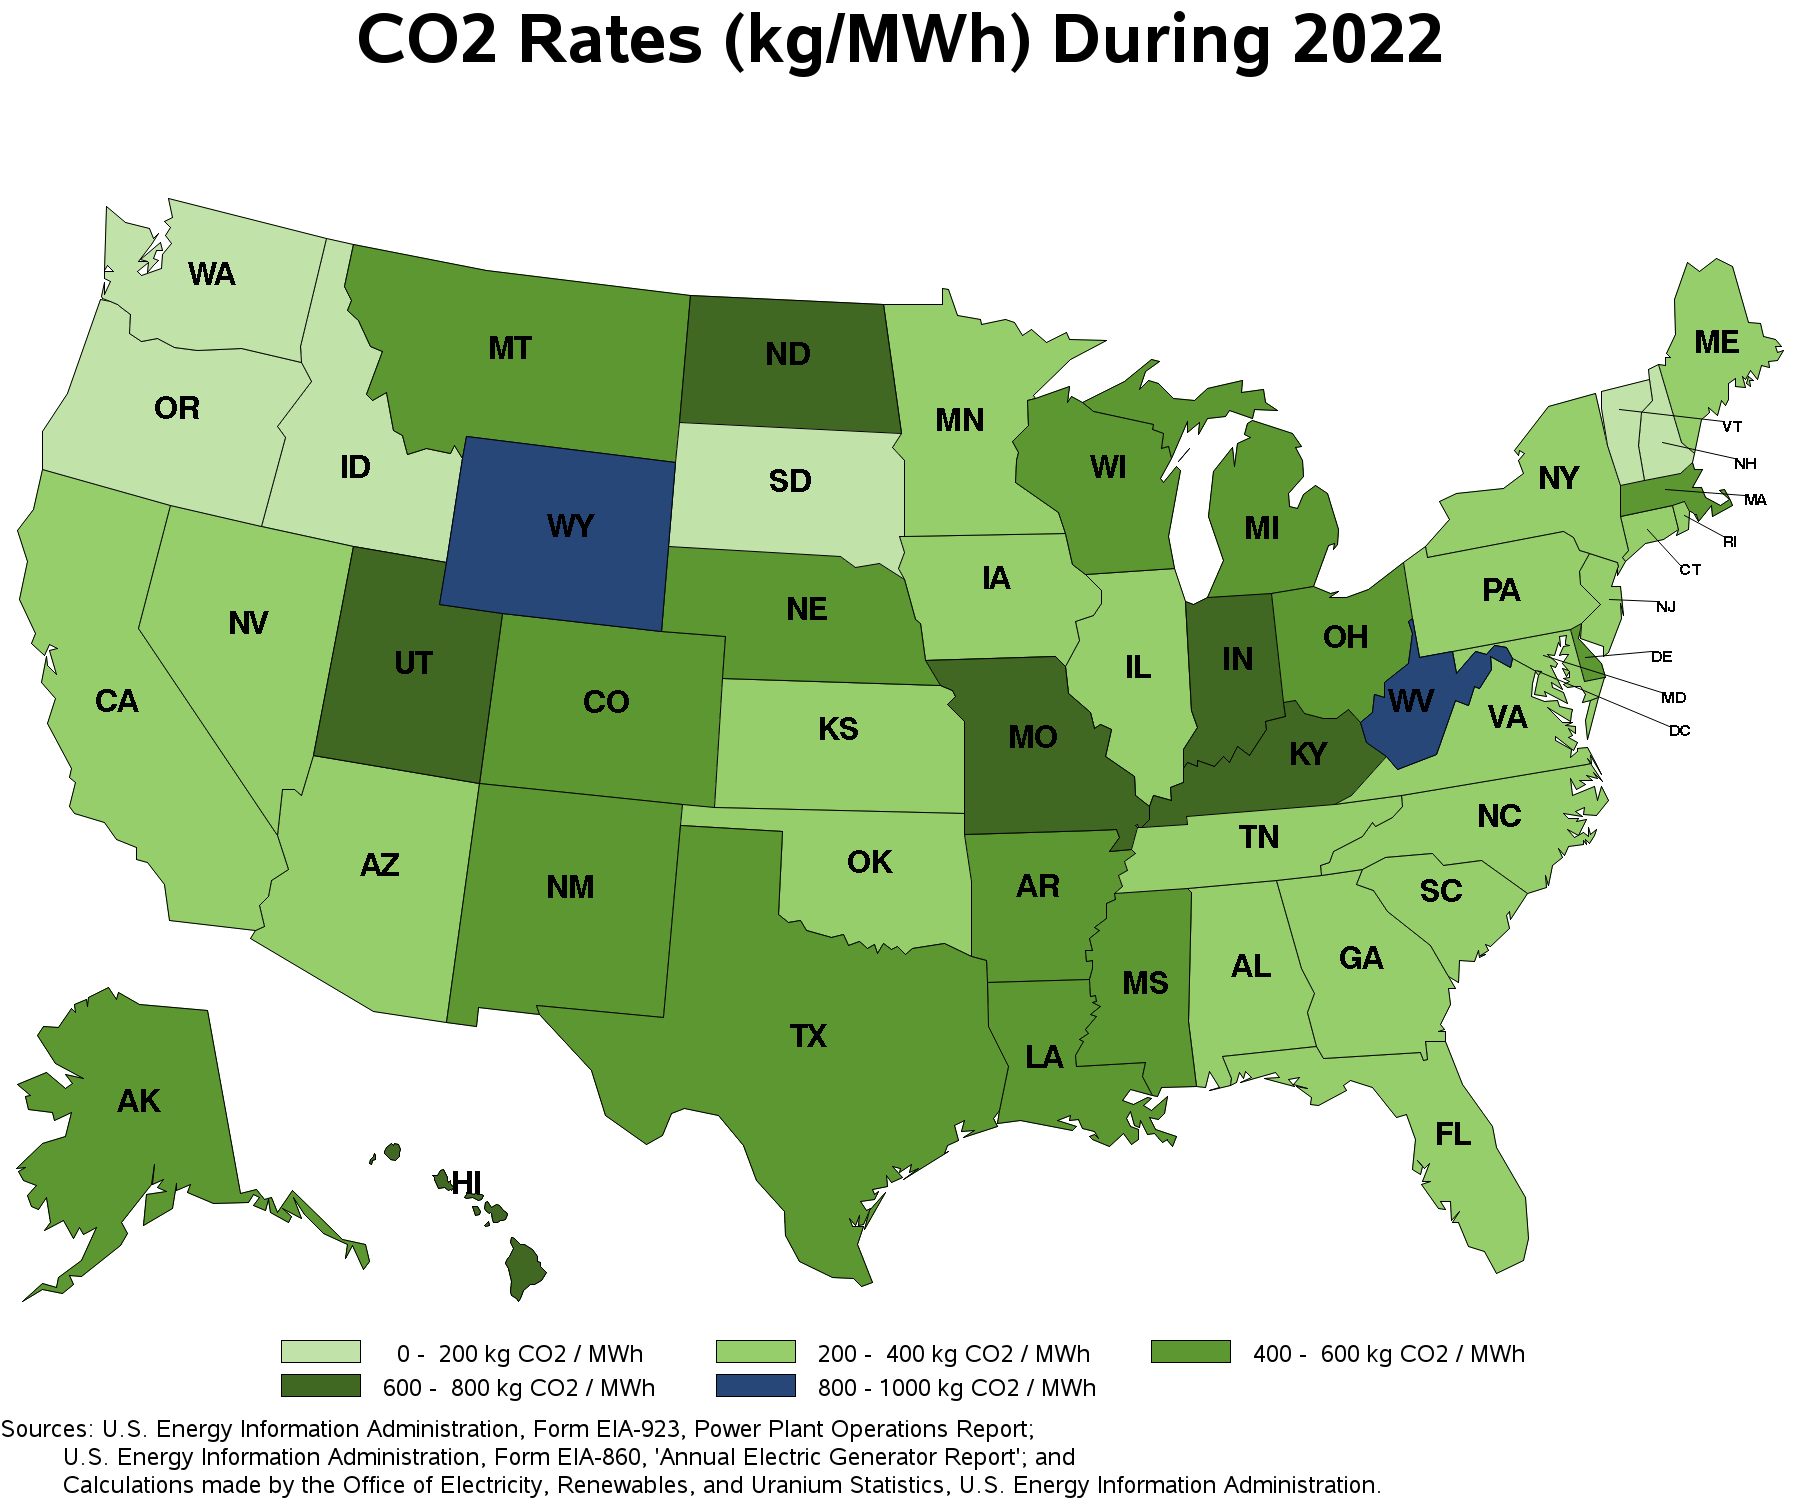 CO2 Rates (kg/MWh) During 2022
WA
MT
ND
ME
OR
MN
VT
ID
SD
WI
NY
NH
MA
WY
MI
RI
IA
CT
PA
NE
NJ
NV
OH
UT
IL
IN
DE
CA
CO
WV
MD
VA
KS
MO
DC
KY
NC
TN
AZ
OK
NM
AR
SC
AL
GA
MS
TX
LA
AK
FL
HI
0 - 200 kg CO2 / MWh
200 - 400 kg CO2 / MWh
400 - 600 kg CO2 / MWh
600 - 800 kg CO2 / MWh
800 - 1000 kg CO2 / MWh
Sources: U.S. Energy Information Administration, Form EIA-923, Power Plant Operations Report;
U.S. Energy Information Administration, Form EIA-860, 'Annual Electric Generator Report'; and
Calculations made by the Office of Electricity, Renewables, and Uranium Statistics, U.S. Energy Information Administration.